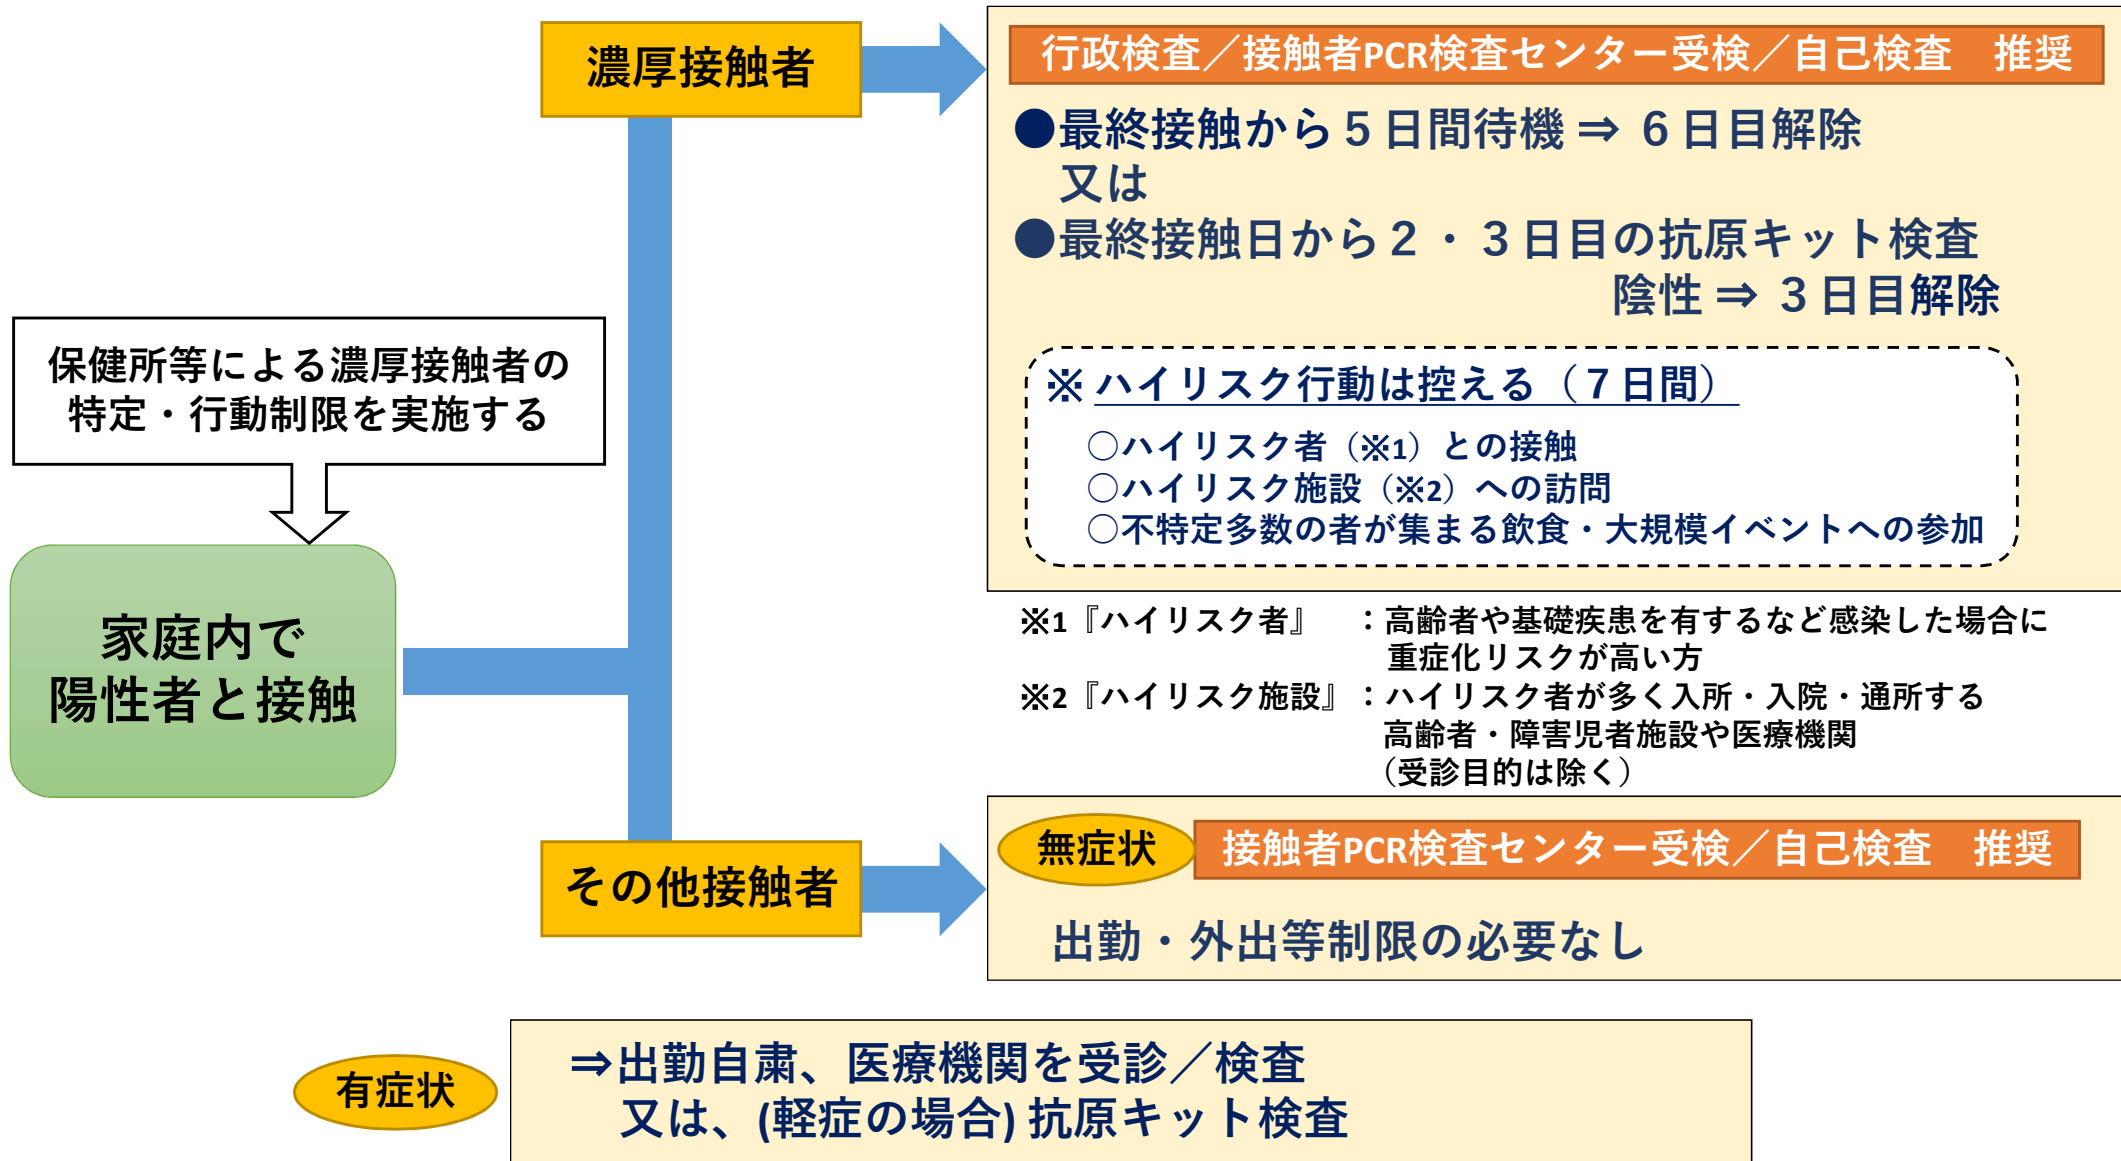 保健所等による濃厚接触者の
特定・行動制限を実施する
家庭内で
陽性者と接触
濃厚接触者
行政検査／接触者PCR検査センター受検／自己検査　推奨
●最終接触から５日間待機 ⇒ ６日目解除
又は
●最終接触日から２・３日目の抗原キット検査
陰性 ⇒ ３日目解除
※ ハイリスク行動は控える（７日間）
○ハイリスク者（※1）との接触
○ハイリスク施設（※2）への訪問
○不特定多数の者が集まる飲食・大規模イベントへの参加
※1『ハイリスク者』　：高齢者や基礎疾患を有するなど感染した場合に
重症化リスクが高い方
※2『ハイリスク施設』：ハイリスク者が多く入所・入院・通所する
高齢者・障害児者施設や医療機関
（受診目的は除く）
その他接触者
無症状
接触者PCR検査センター受検／自己検査　推奨
出勤・外出等制限の必要なし
有症状
⇒出勤自粛、医療機関を受診／検査
又は、(軽症の場合) 抗原キット検査